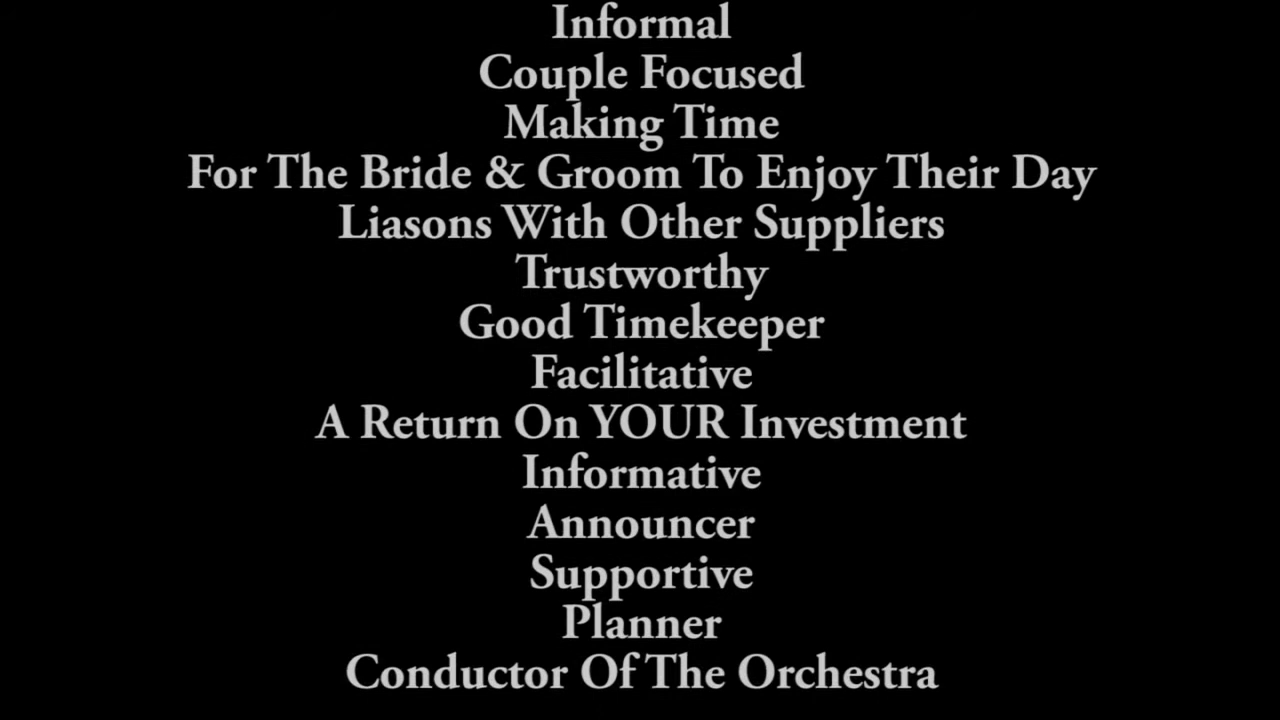 Informal
Couple Focused
Making Time
For The Bride & Groom To Enjoy Their Day
Liasons With Other Suppliers
Trustworthy
Good Timekeeper
Facilitative
A Return On YOUR Investment
Informative
Announcer
Supportive
Planner
Conductor Of The Orchestra